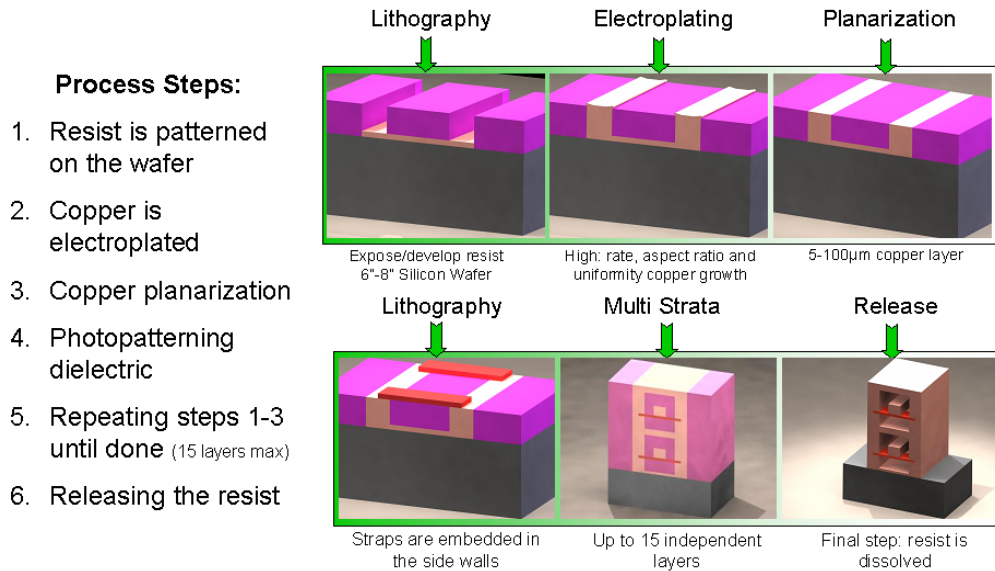 Process Steps:
1. Resist is patterned
on the wafer
2. Copper is
electroplated
3. Copper planarization
4. Photopatterning
dielectric
5. Repeating steps 1-3
until done (15 layers max)
6. Releasing the resist
Lithography
Electroplating
Planarization
Expose/develop resist
6"-8" Silicon Wafer
High: rate, aspect ratio and
uniformity copper growth
5-100µm copper layer
Lithography
Multi Strata
Release
Straps are embedded in
the side walls
Up to 15 independent
layers
Final step: resist is
dissolved